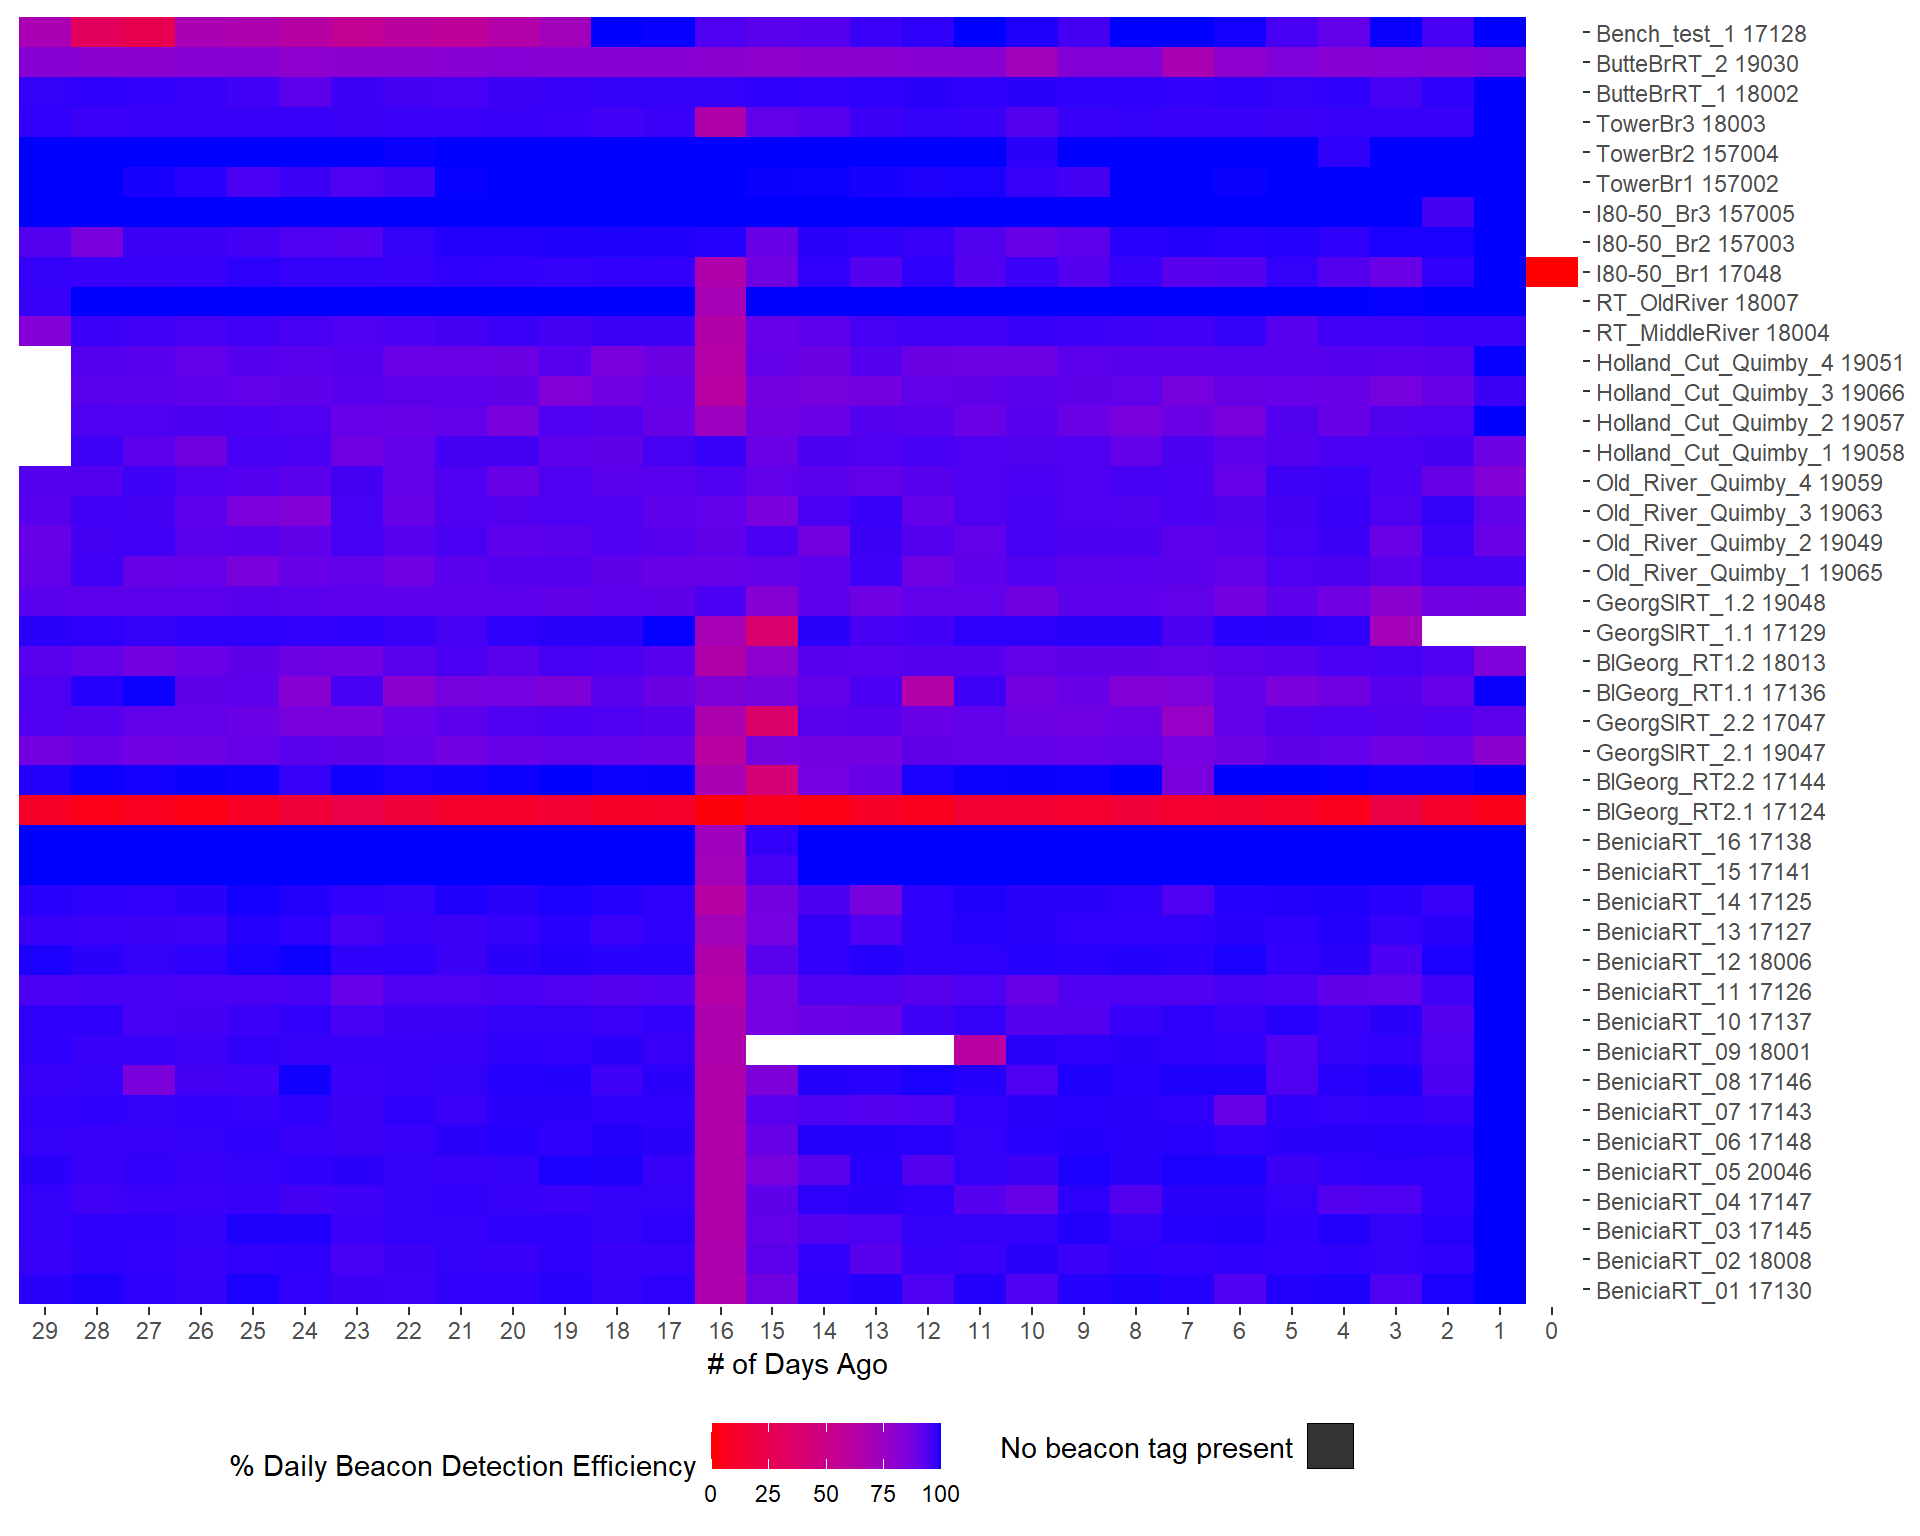 Bench_test_1 17128
ButteBrRT_2 19030
ButteBrRT_1 18002
TowerBr3 18003
TowerBr2 157004
TowerBr1 157002
I80-50_Br3 157005
I80-50_Br2 157003
I80-50_Br1 17048
RT_OldRiver 18007
RT_MiddleRiver 18004
Holland_Cut_Quimby_4 19051
Holland_Cut_Quimby_3 19066
Holland_Cut_Quimby_2 19057
Holland_Cut_Quimby_1 19058
Old_River_Quimby_4 19059
Old_River_Quimby_3 19063
Old_River_Quimby_2 19049
Old_River_Quimby_1 19065
GeorgSlRT_1.2 19048
GeorgSlRT_1.1 17129
BlGeorg_RT1.2 18013
BlGeorg_RT1.1 17136
GeorgSlRT_2.2 17047
GeorgSlRT_2.1 19047
BlGeorg_RT2.2 17144
BlGeorg_RT2.1 17124
BeniciaRT_16 17138
BeniciaRT_15 17141
BeniciaRT_14 17125
BeniciaRT_13 17127
BeniciaRT_12 18006
BeniciaRT_11 17126
BeniciaRT_10 17137
BeniciaRT_09 18001
BeniciaRT_08 17146
BeniciaRT_07 17143
BeniciaRT_06 17148
BeniciaRT_05 20046
BeniciaRT_04 17147
BeniciaRT_03 17145
BeniciaRT_02 18008
BeniciaRT_01 17130
29 28 27 26 25 24 23 22 21 20 19 18 17 16 15 14 13 12 11 10 9 8 7 6 5 4 3 2 1 0
# of Days Ago
% Daily Beacon Detection Efficiency
0 25 50 75 100
No beacon tag present